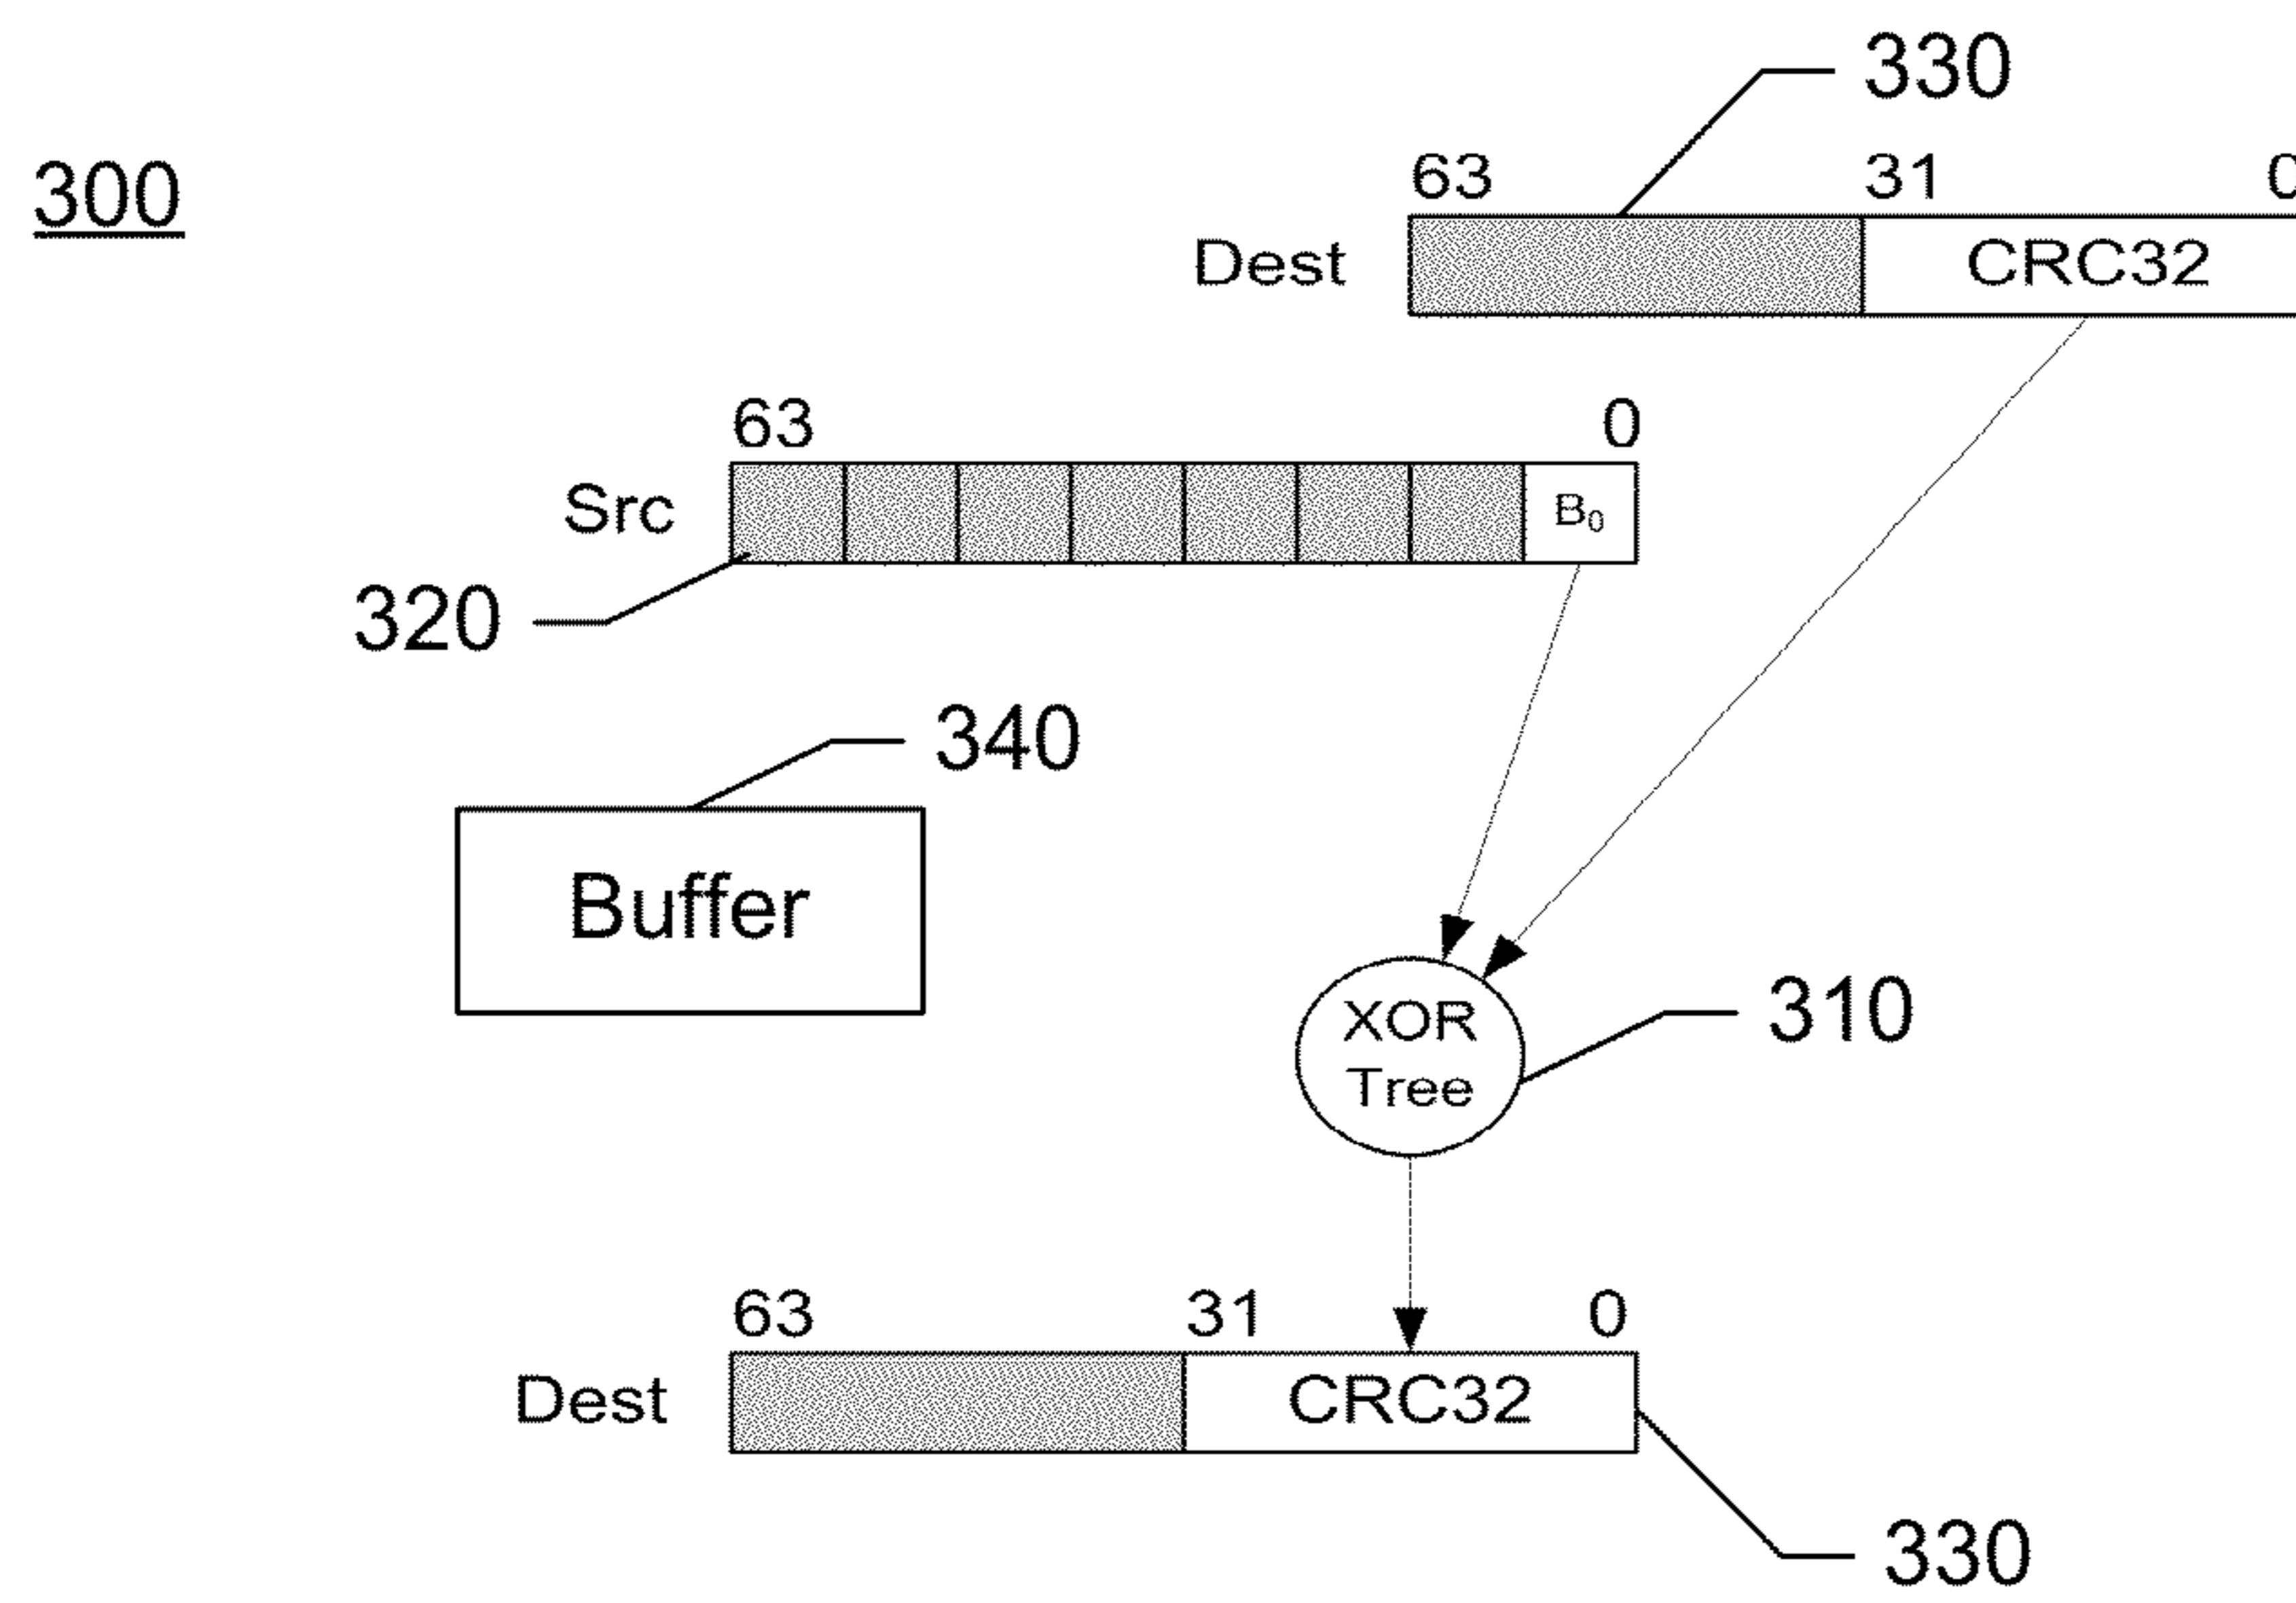 330
300
63 31 0
Dest CRC32
63 0
Src B₀
320
340
Buffer
310
XOR
Tree
63 31 0
Dest CRC32
330